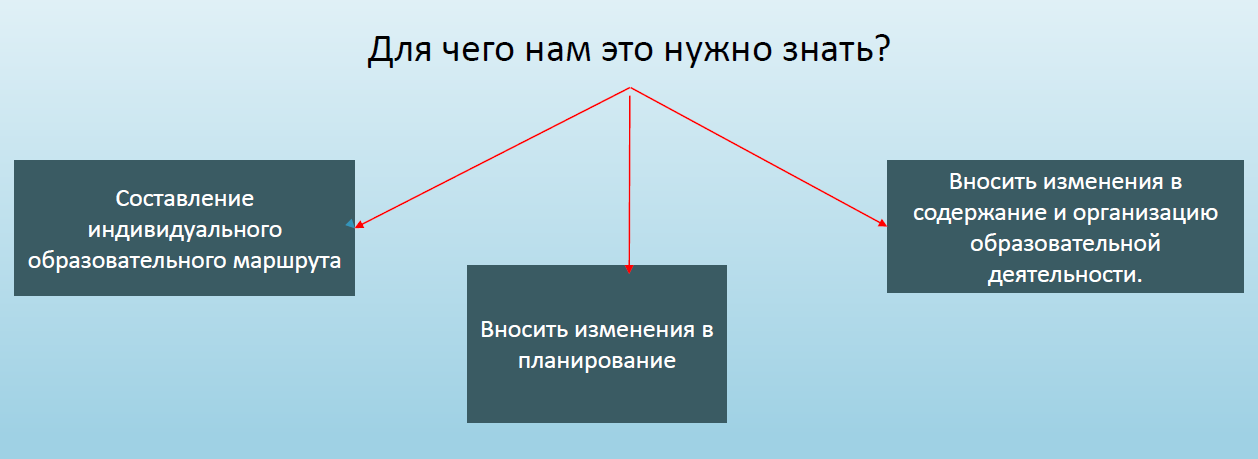 Для чего нам это нужно знать?
Составление
индивидуального
образовательного маршрута
Вносить изменения в
планирование
Вносить изменения в
содержание и организацию
образовательной
деятельности.